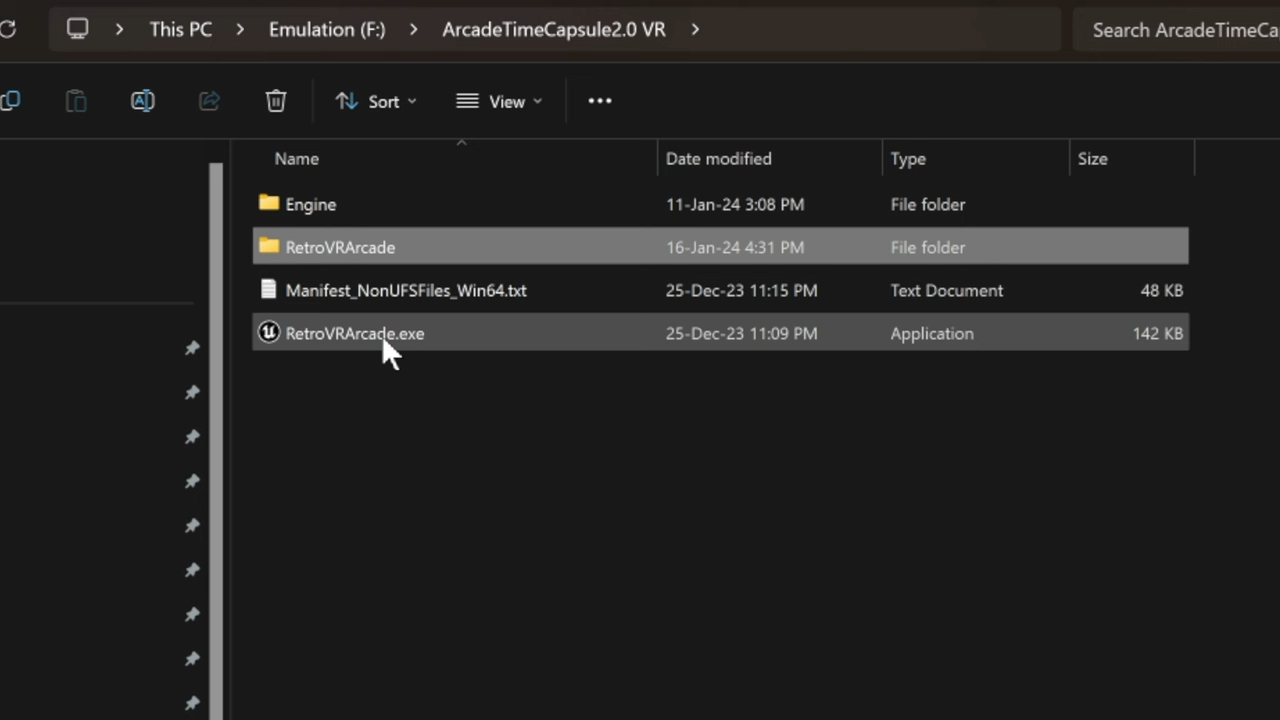 This PC > Emulation (F:) > ArcadeTimeCapsule2.0 VR > Search ArcadeTimeCa
Sort View •••
Name Date modified Type Size
Engine 11-Jan-24 3:08 PM File folder
RetroVRArcade 16-Jan-24 4:31 PM File folder
Manifest_NonUFSFiles_Win64.txt 25-Dec-23 11:15 PM Text Document 48 KB
RetroVRArcade.exe 25-Dec-23 11:09 PM Application 142 KB